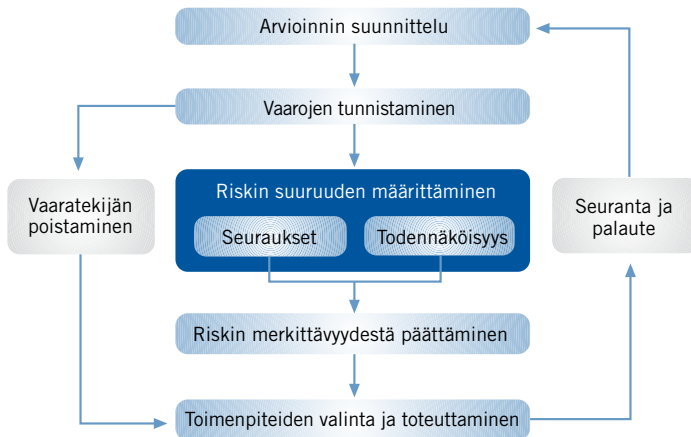 Arvioinnin suunnittelu
Vaarojen tunnistaminen
Vaaratekijän
poistaminen
Riskin suuruuden määrittäminen
Seuraukset
Todennäköisyys
Seuranta ja
palaute
Riskin merkittävyydestä päättäminen
Toimenpiteiden valinta ja toteuttaminen